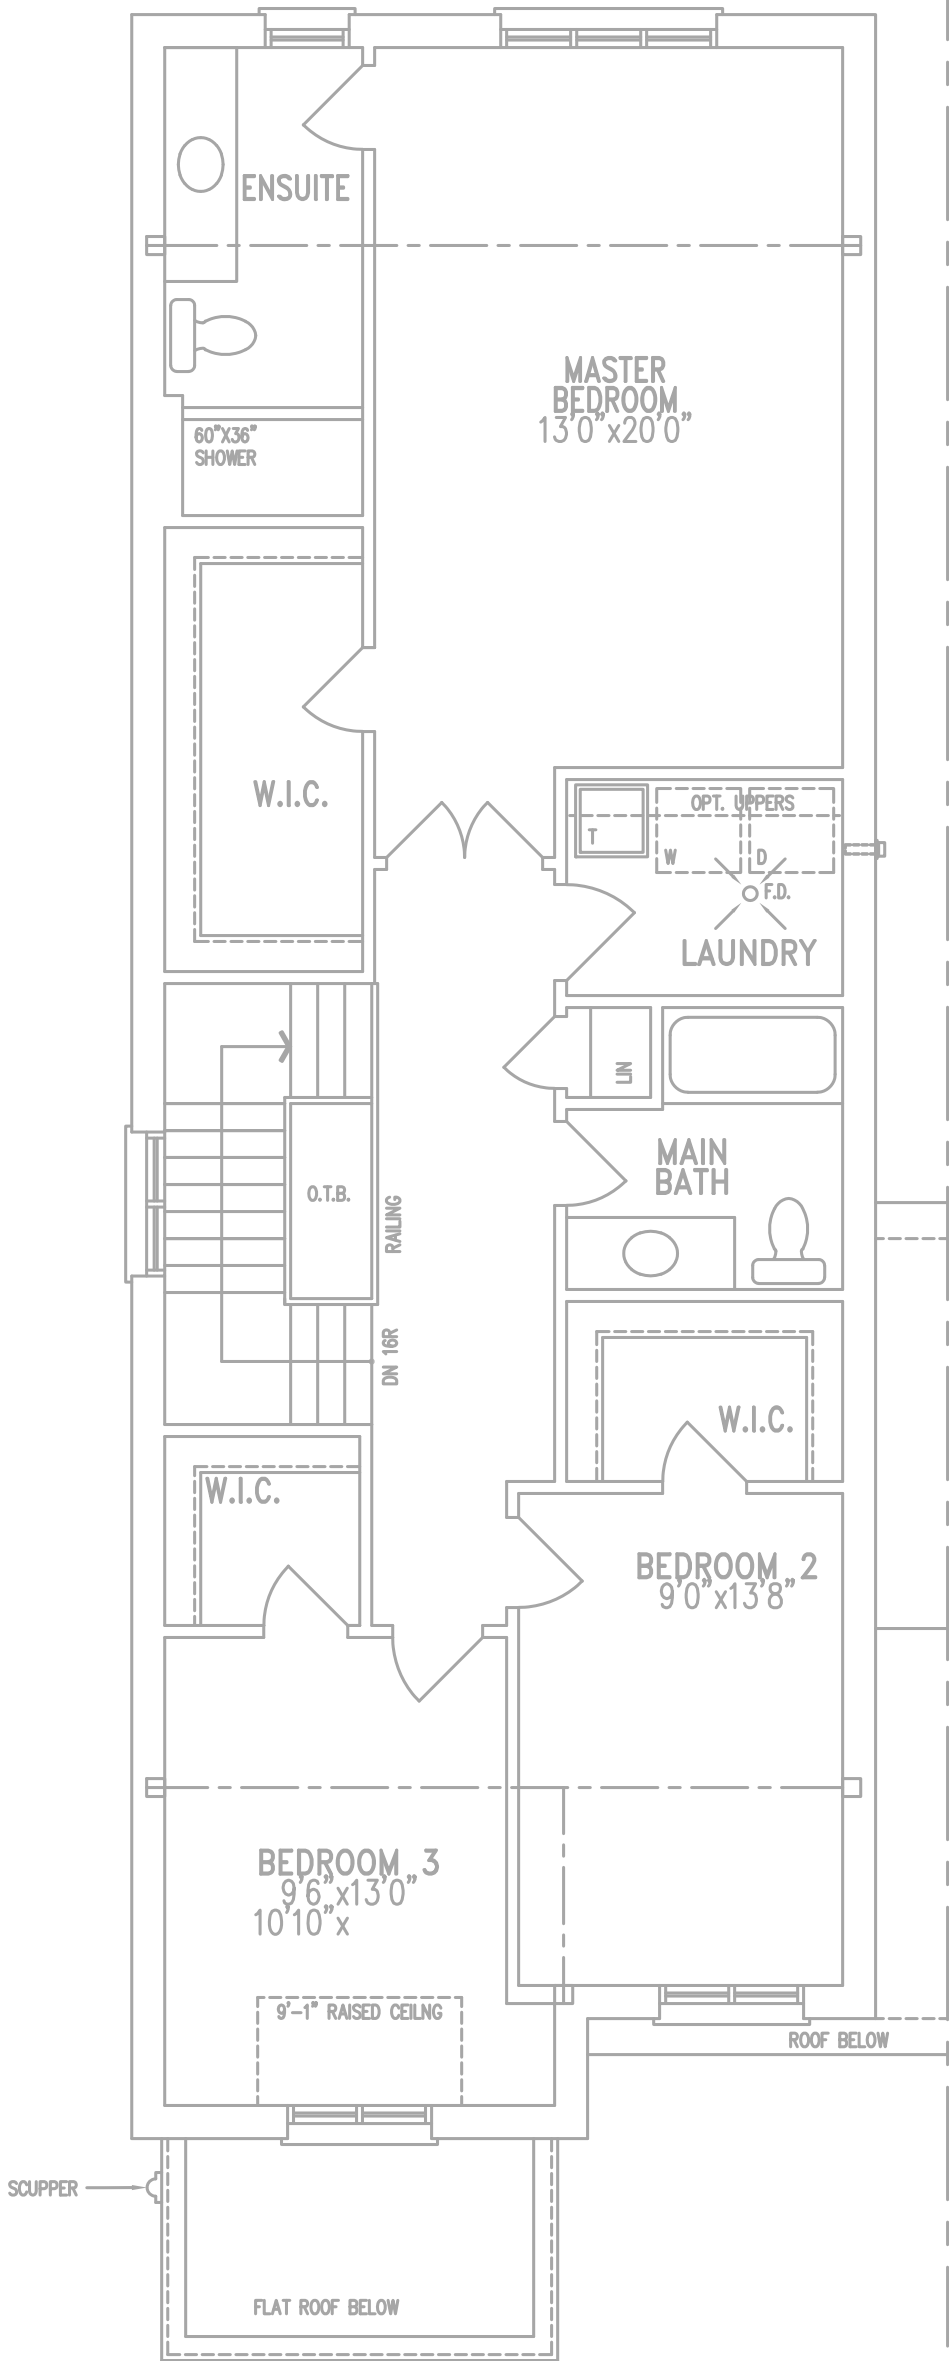 ENSUITE
MASTER
BEDROOM
13'0"x20'0"
60"X36"
SHOWER
W.I.C.
OPT. UPPERS
T
W
D
F.D.
LAUNDRY
LIN
MAIN
BATH
O.T.B.
RAILING
DN 16R
W.I.C.
W.I.C.
BEDROOM 2
9'0"x13'8"
BEDROOM 3
9'6"x13'0"
10'10"x
9'-1" RAISED CEILNG
ROOF BELOW
SCUPPER
FLAT ROOF BELOW